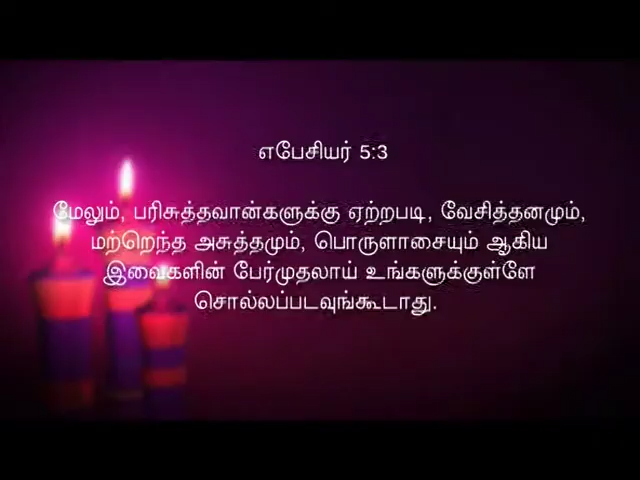 எபேசியர் 5:3
மேலும், பரிசுத்தவான்களுக்கு ஏற்றபடி, வேசித்தனமும்,
மற்றெந்த அசுத்தமும், பொருளாசையும் ஆகிய
இவைகளின் பேர்முதலாய் உங்களுக்குள்ளே
சொல்லப்படவுங்கூடாது.